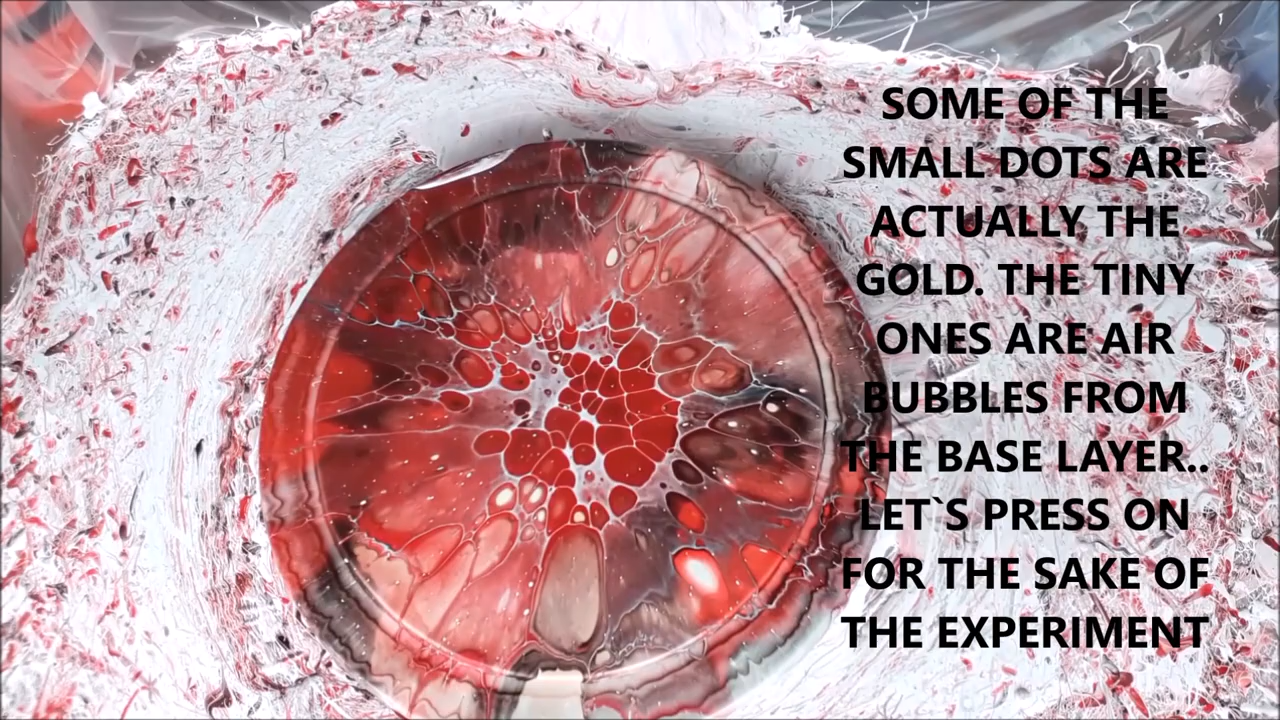 SOME OF THE
SMALL DOTS ARE
ACTUALLY THE
GOLD. THE TINY
ONES ARE AIR
BUBBLES FROM
THE BASE LAYER..
LET`S PRESS ON
FOR THE SAKE OF
THE EXPERIMENT